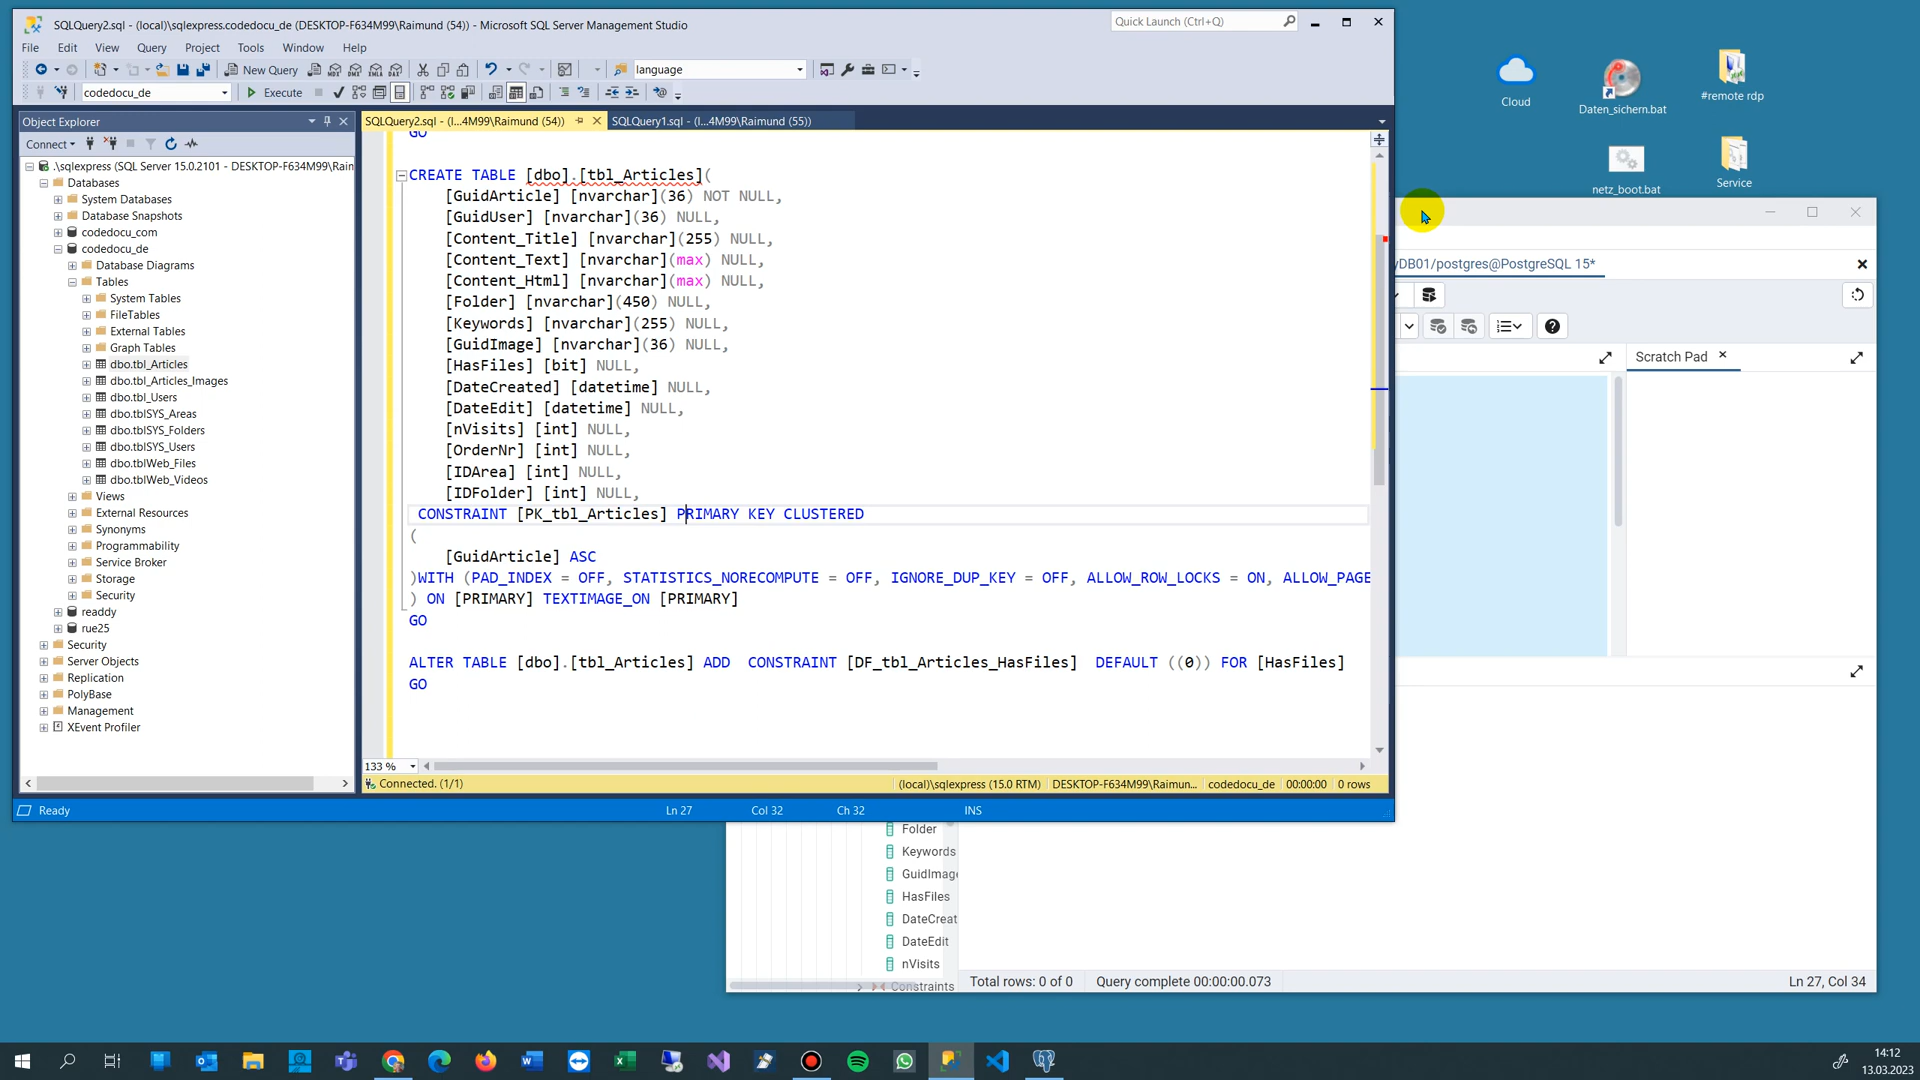 SQLQuery2.sql - (local)\sqlexpress.codedocu_de (DESKTOP-F634M99\Raimund (54)) - Microsoft SQL Server Management Studio
Quick Launch (Ctrl+Q)
File Edit View Query Project Tools Window Help
New Query
language
codedocu_de
Execute
Object Explorer
Connect
.\sqlexpress (SQL Server 15.0.2101 - DESKTOP-F634M99\Raim
Databases
System Databases
Database Snapshots
codedocu_com
codedocu_de
Database Diagrams
Tables
System Tables
FileTables
External Tables
Graph Tables
dbo.tbl_Articles
dbo.tbl_Articles_Images
dbo.tbl_Users
dbo.tblSYS_Areas
dbo.tblSYS_Folders
dbo.tblSYS_Users
dbo.tblWeb_Files
dbo.tblWeb_Videos
Views
External Resources
Synonyms
Programmability
Service Broker
Storage
Security
readdy
rue25
Security
Server Objects
Replication
PolyBase
Management
XEvent Profiler
SQLQuery2.sql - (l...4M99\Raimund (54))
SQLQuery1.sql - (l...4M99\Raimund (55))
GO
CREATE TABLE [dbo].[tbl_Articles](
[GuidArticle] [nvarchar](36) NOT NULL,
[GuidUser] [nvarchar](36) NULL,
[Content_Title] [nvarchar](255) NULL,
[Content_Text] [nvarchar](max) NULL,
[Content_Html] [nvarchar](max) NULL,
[Folder] [nvarchar](450) NULL,
[Keywords] [nvarchar](255) NULL,
[GuidImage] [nvarchar](36) NULL,
[HasFiles] [bit] NULL,
[DateCreated] [datetime] NULL,
[DateEdit] [datetime] NULL,
[nVisits] [int] NULL,
[OrderNr] [int] NULL,
[IDArea] [int] NULL,
[IDFolder] [int] NULL,
CONSTRAINT [PK_tbl_Articles] PRIMARY KEY CLUSTERED
(
[GuidArticle] ASC
)WITH (PAD_INDEX = OFF, STATISTICS_NORECOMPUTE = OFF, IGNORE_DUP_KEY = OFF, ALLOW_ROW_LOCKS = ON, ALLOW_PAGE
) ON [PRIMARY] TEXTIMAGE_ON [PRIMARY]
GO
ALTER TABLE [dbo].[tbl_Articles] ADD CONSTRAINT [DF_tbl_Articles_HasFiles] DEFAULT ((0)) FOR [HasFiles]
GO
133 %
Connected. (1/1)
(local)\sqlexpress (15.0 RTM)
DESKTOP-F634M99\Raimun...
codedocu_de
00:00:00
0 rows
Ready
Ln 27
Col 32
Ch 32
INS
Cloud
Daten_sichern.bat
#remote rdp
netz_boot.bat
Service
yDB01/postgres@PostgreSQL 15*
Scratch Pad
Folder
Keywords
GuidImage
HasFiles
DateCreat
DateEdit
nVisits
Constraints
Total rows: 0 of 0
Query complete 00:00:00.073
Ln 27, Col 34
14:12
13.03.2023